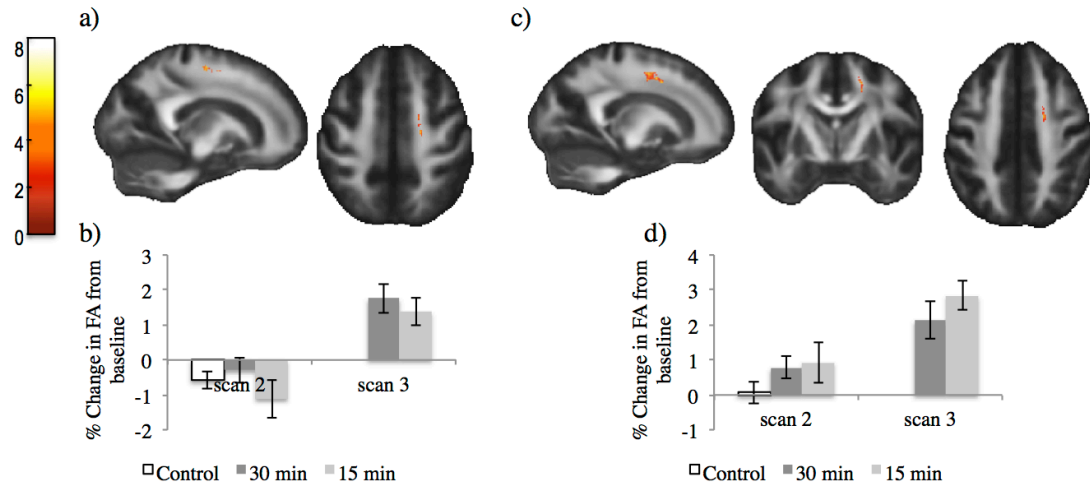 a)
c)
8
6
4
2
0
b)
d)
% Change in FA from
baseline
3
2
1
0
-1
-2
scan 2
scan 3
Control 30 min 15 min
% Change in FA from
baseline
4
3
2
1
0
-1
scan 2
scan 3
Control 30 min 15 min